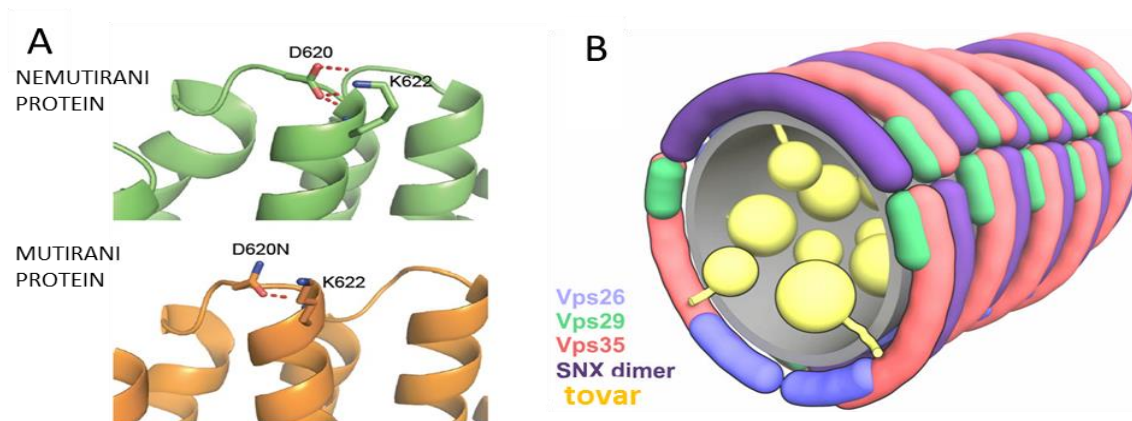 A
NEMUTIRANI
PROTEIN
D620
K622
MUTIRANI
PROTEIN
D620N
K622
B
Vps26
Vps29
Vps35
SNX dimer
tovar